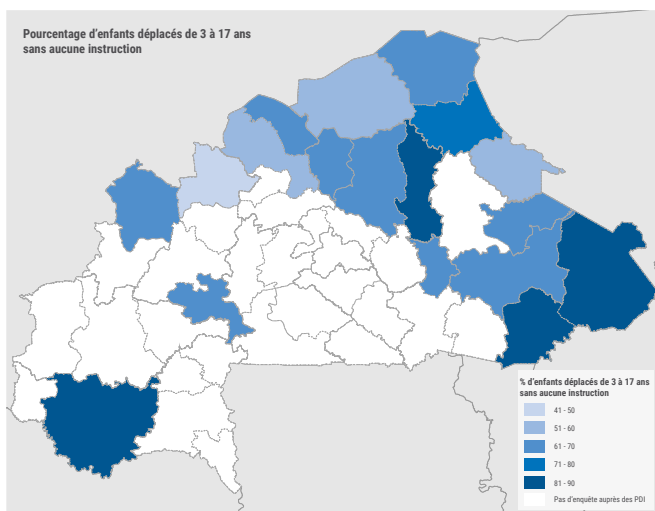 Pourcentage d'enfants déplacés de 3 à 17 ans
sans aucune instruction
% d'enfants déplacés de 3 à 17 ans
sans aucune instruction
41 - 50
51 - 60
61 - 70
71 - 80
81 - 90
Pas d'enquête auprès des PDI